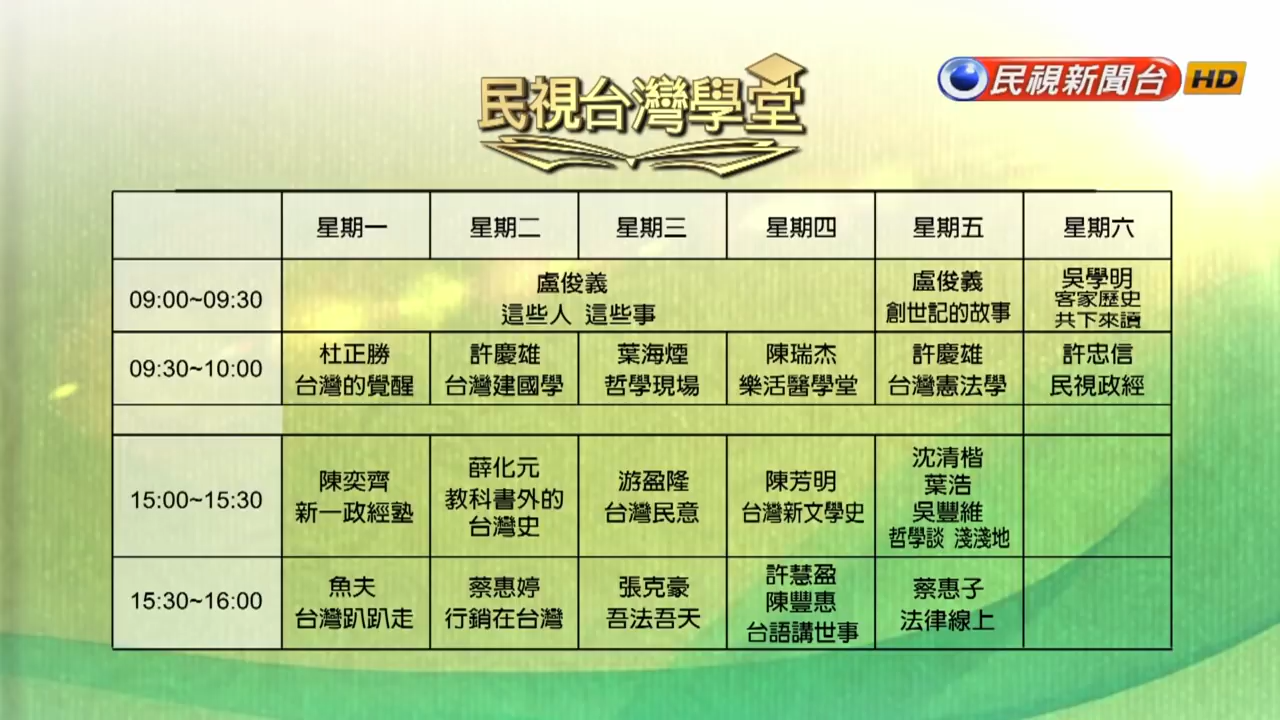 民視台灣學堂
民視新聞台 HD
星期一 星期二 星期三 星期四 星期五 星期六
09:00~09:30
盧俊義
這些人 這些事
盧俊義
創世記的故事
吳學明
客家歷史
共下來讀
09:30~10:00
杜正勝
台灣的覺醒
許慶雄
台灣建國學
葉海煙
哲學現場
陳瑞杰
樂活醫學堂
許慶雄
台灣憲法學
許忠信
民視政經
15:00~15:30
陳奕齊
新一政經塾
薛化元
教科書外的
台灣史
游盈隆
台灣民意
陳芳明
台灣新文學史
沈清楷
葉浩
吳豐維
哲學談 淺淺地
15:30~16:00
魚夫
台灣趴趴走
蔡惠婷
行銷在台灣
張克豪
吾法吾天
許慧盈
陳豐惠
台語講世事
蔡惠子
法律線上